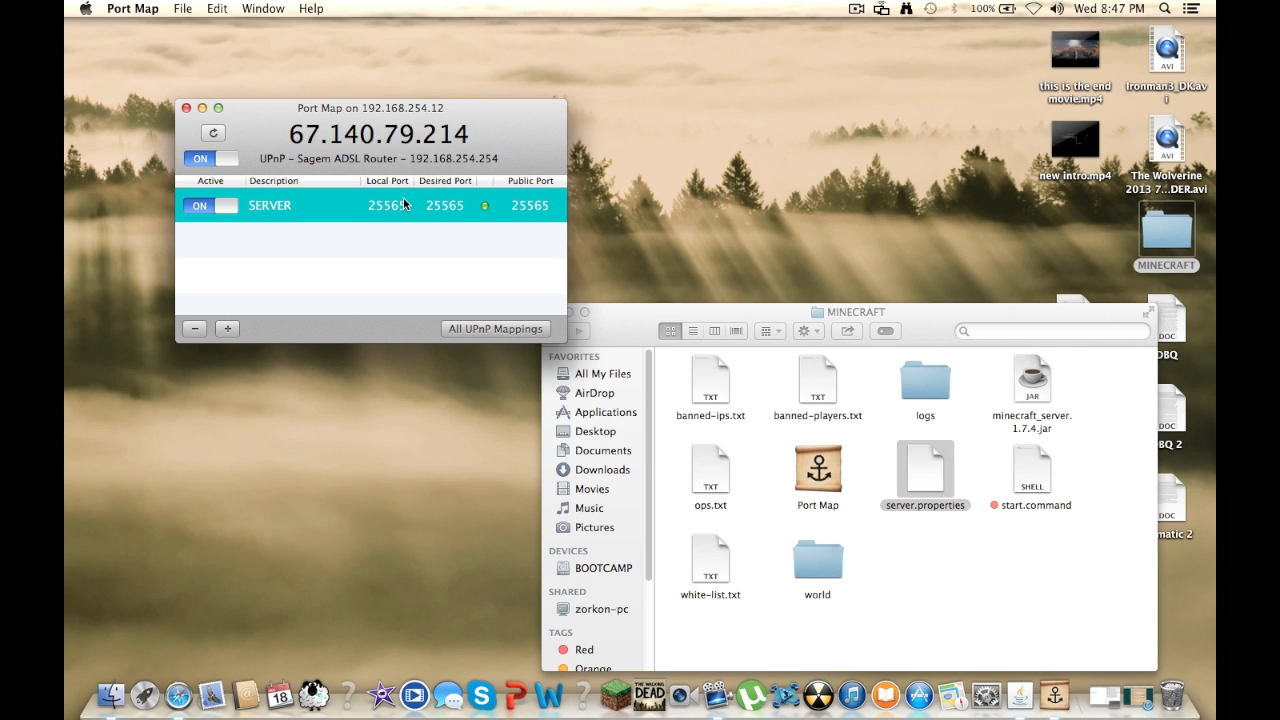 Port Map File Edit Window Help 100% Wed 8:47 PM
this is the end
movie.mp4
AVI
Ironman3_DK.av
i
new intro.mp4
AVI
The Wolverine
2013 7...DER.avi
MINECRAFT
DOC
DOC
DOC
BQ 2
matic 2
Port Map on 192.168.254.12
67.140.79.214
ON
UPnP – Sagem ADSL Router – 192.168.254.254
Active Description Local Port Desired Port Public Port
ON SERVER 25565 25565 25565
− + All UPnP Mappings
MINECRAFT
FAVORITES
All My Files
AirDrop
Applications
Desktop
Documents
Downloads
Movies
Music
Pictures
DEVICES
BOOTCAMP
SHARED
zorkon-pc
TAGS
Red
Orange
TXT
banned-ips.txt
TXT
banned-players.txt
logs
JAR
minecraft_server.
1.7.4.jar
TXT
ops.txt
Port Map
server.properties
SHELL
start.command
TXT
white-list.txt
world
18
THE WALKING
DEAD